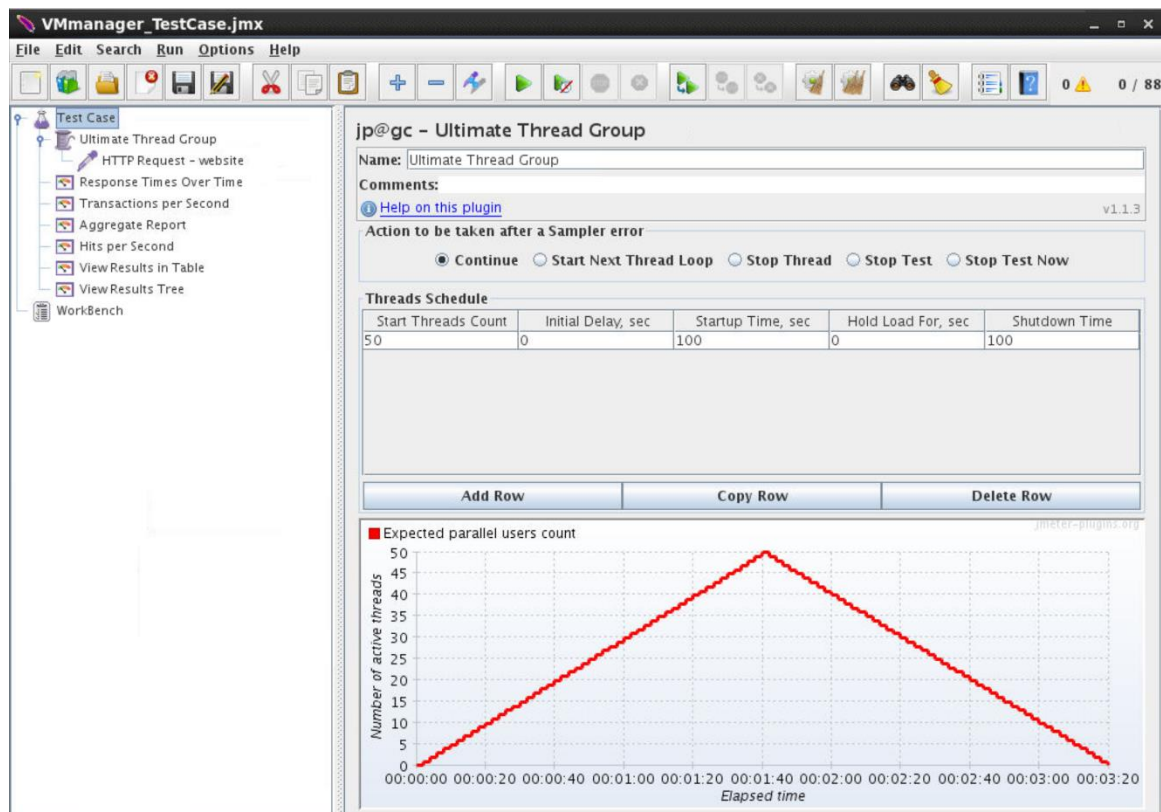 VMmanager_TestCase.jmx
File Edit Search Run Options Help
0 0 / 88
Test Case
Ultimate Thread Group
HTTP Request - website
Response Times Over Time
Transactions per Second
Aggregate Report
Hits per Second
View Results in Table
View Results Tree
WorkBench
jp@gc - Ultimate Thread Group
Name: Ultimate Thread Group
Comments:
Help on this plugin v1.1.3
Action to be taken after a Sampler error
Continue Start Next Thread Loop Stop Thread Stop Test Stop Test Now
Threads Schedule
Start Threads Count Initial Delay, sec Startup Time, sec Hold Load For, sec Shutdown Time
50 0 100 0 100
Add Row Copy Row Delete Row
jmeter-plugins.org
Expected parallel users count
50
45
40
35
30
25
20
15
10
5
0
Number of active threads
00:00:00 00:00:20 00:00:40 00:01:00 00:01:20 00:01:40 00:02:00 00:02:20 00:02:40 00:03:00 00:03:20
Elapsed time